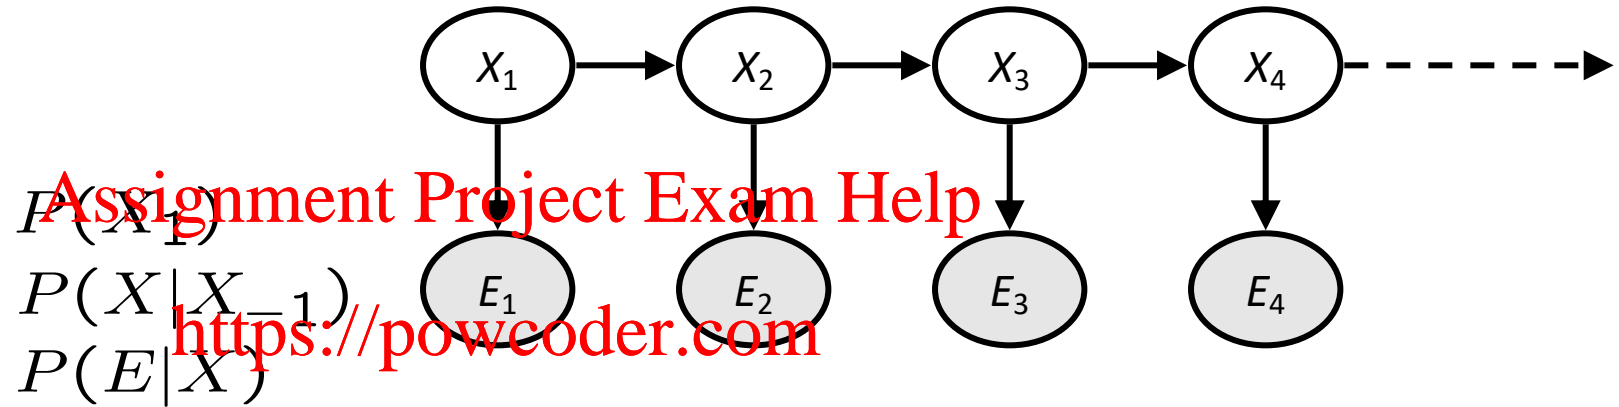 X₁ X₂ X₃ X₄
P(X₁)
Assignment Project Exam Help
P(X|X₋₁)
E₁ E₂ E₃ E₄
https://powcoder.com
P(E|X)